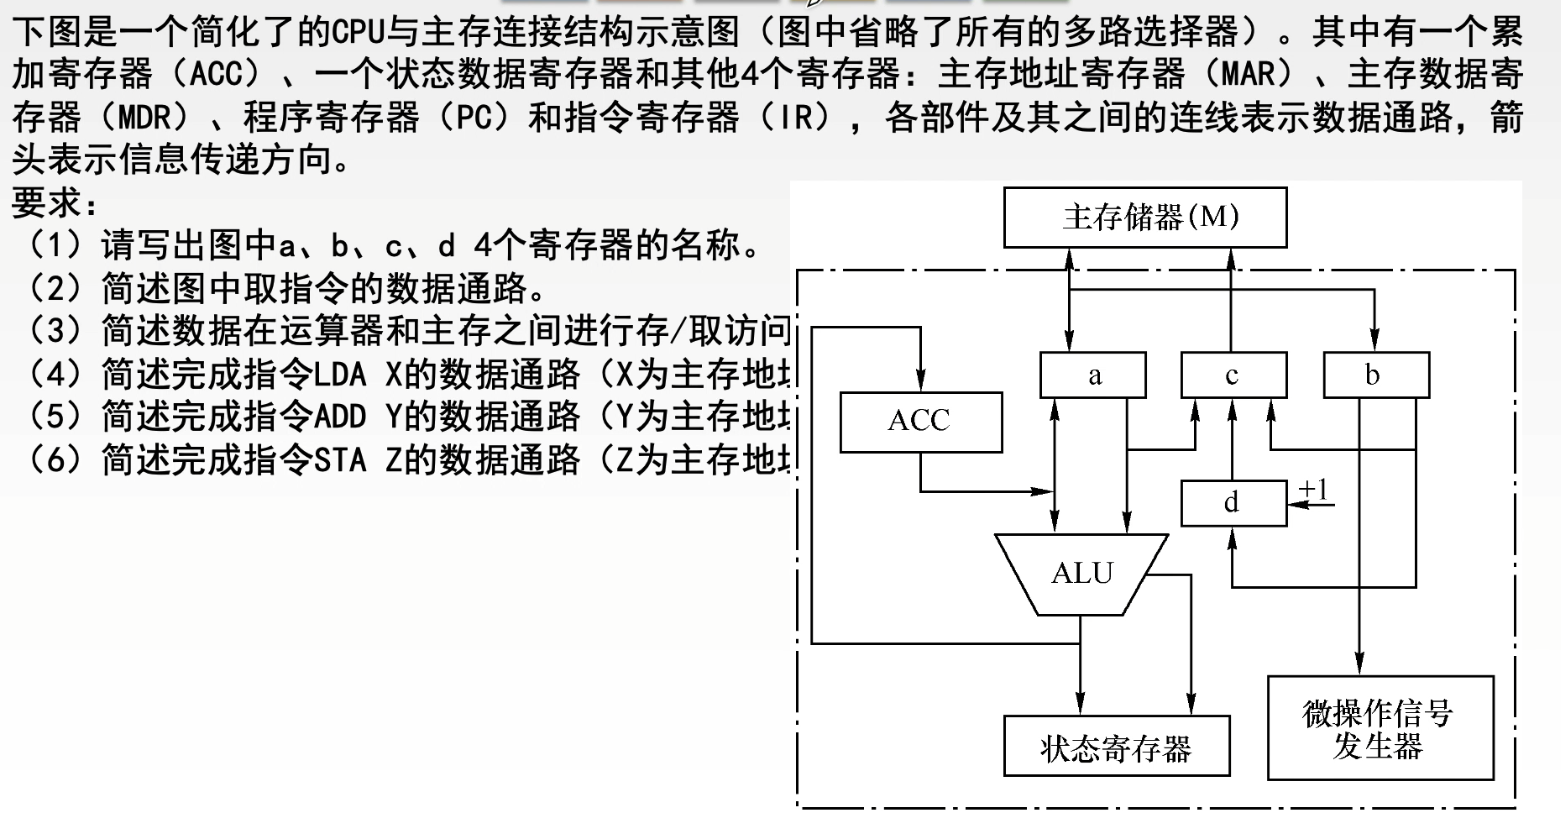 下图是一个简化了的CPU与主存连接结构示意图（图中省略了所有的多路选择器）。其中有一个累
加寄存器（ACC）、一个状态数据寄存器和其他4个寄存器：主存地址寄存器（MAR）、主存数据寄
存器（MDR）、程序寄存器（PC）和指令寄存器（IR），各部件及其之间的连线表示数据通路，箭
头表示信息传递方向。
要求：
（1）请写出图中a、b、c、d 4个寄存器的名称。
（2）简述图中取指令的数据通路。
（3）简述数据在运算器和主存之间进行存/取访问
（4）简述完成指令LDA X的数据通路（X为主存地
（5）简述完成指令ADD Y的数据通路（Y为主存地
（6）简述完成指令STA Z的数据通路（Z为主存地
主存储器(M)
a
c
b
ACC
d
+1
ALU
状态寄存器
微操作信号
发生器